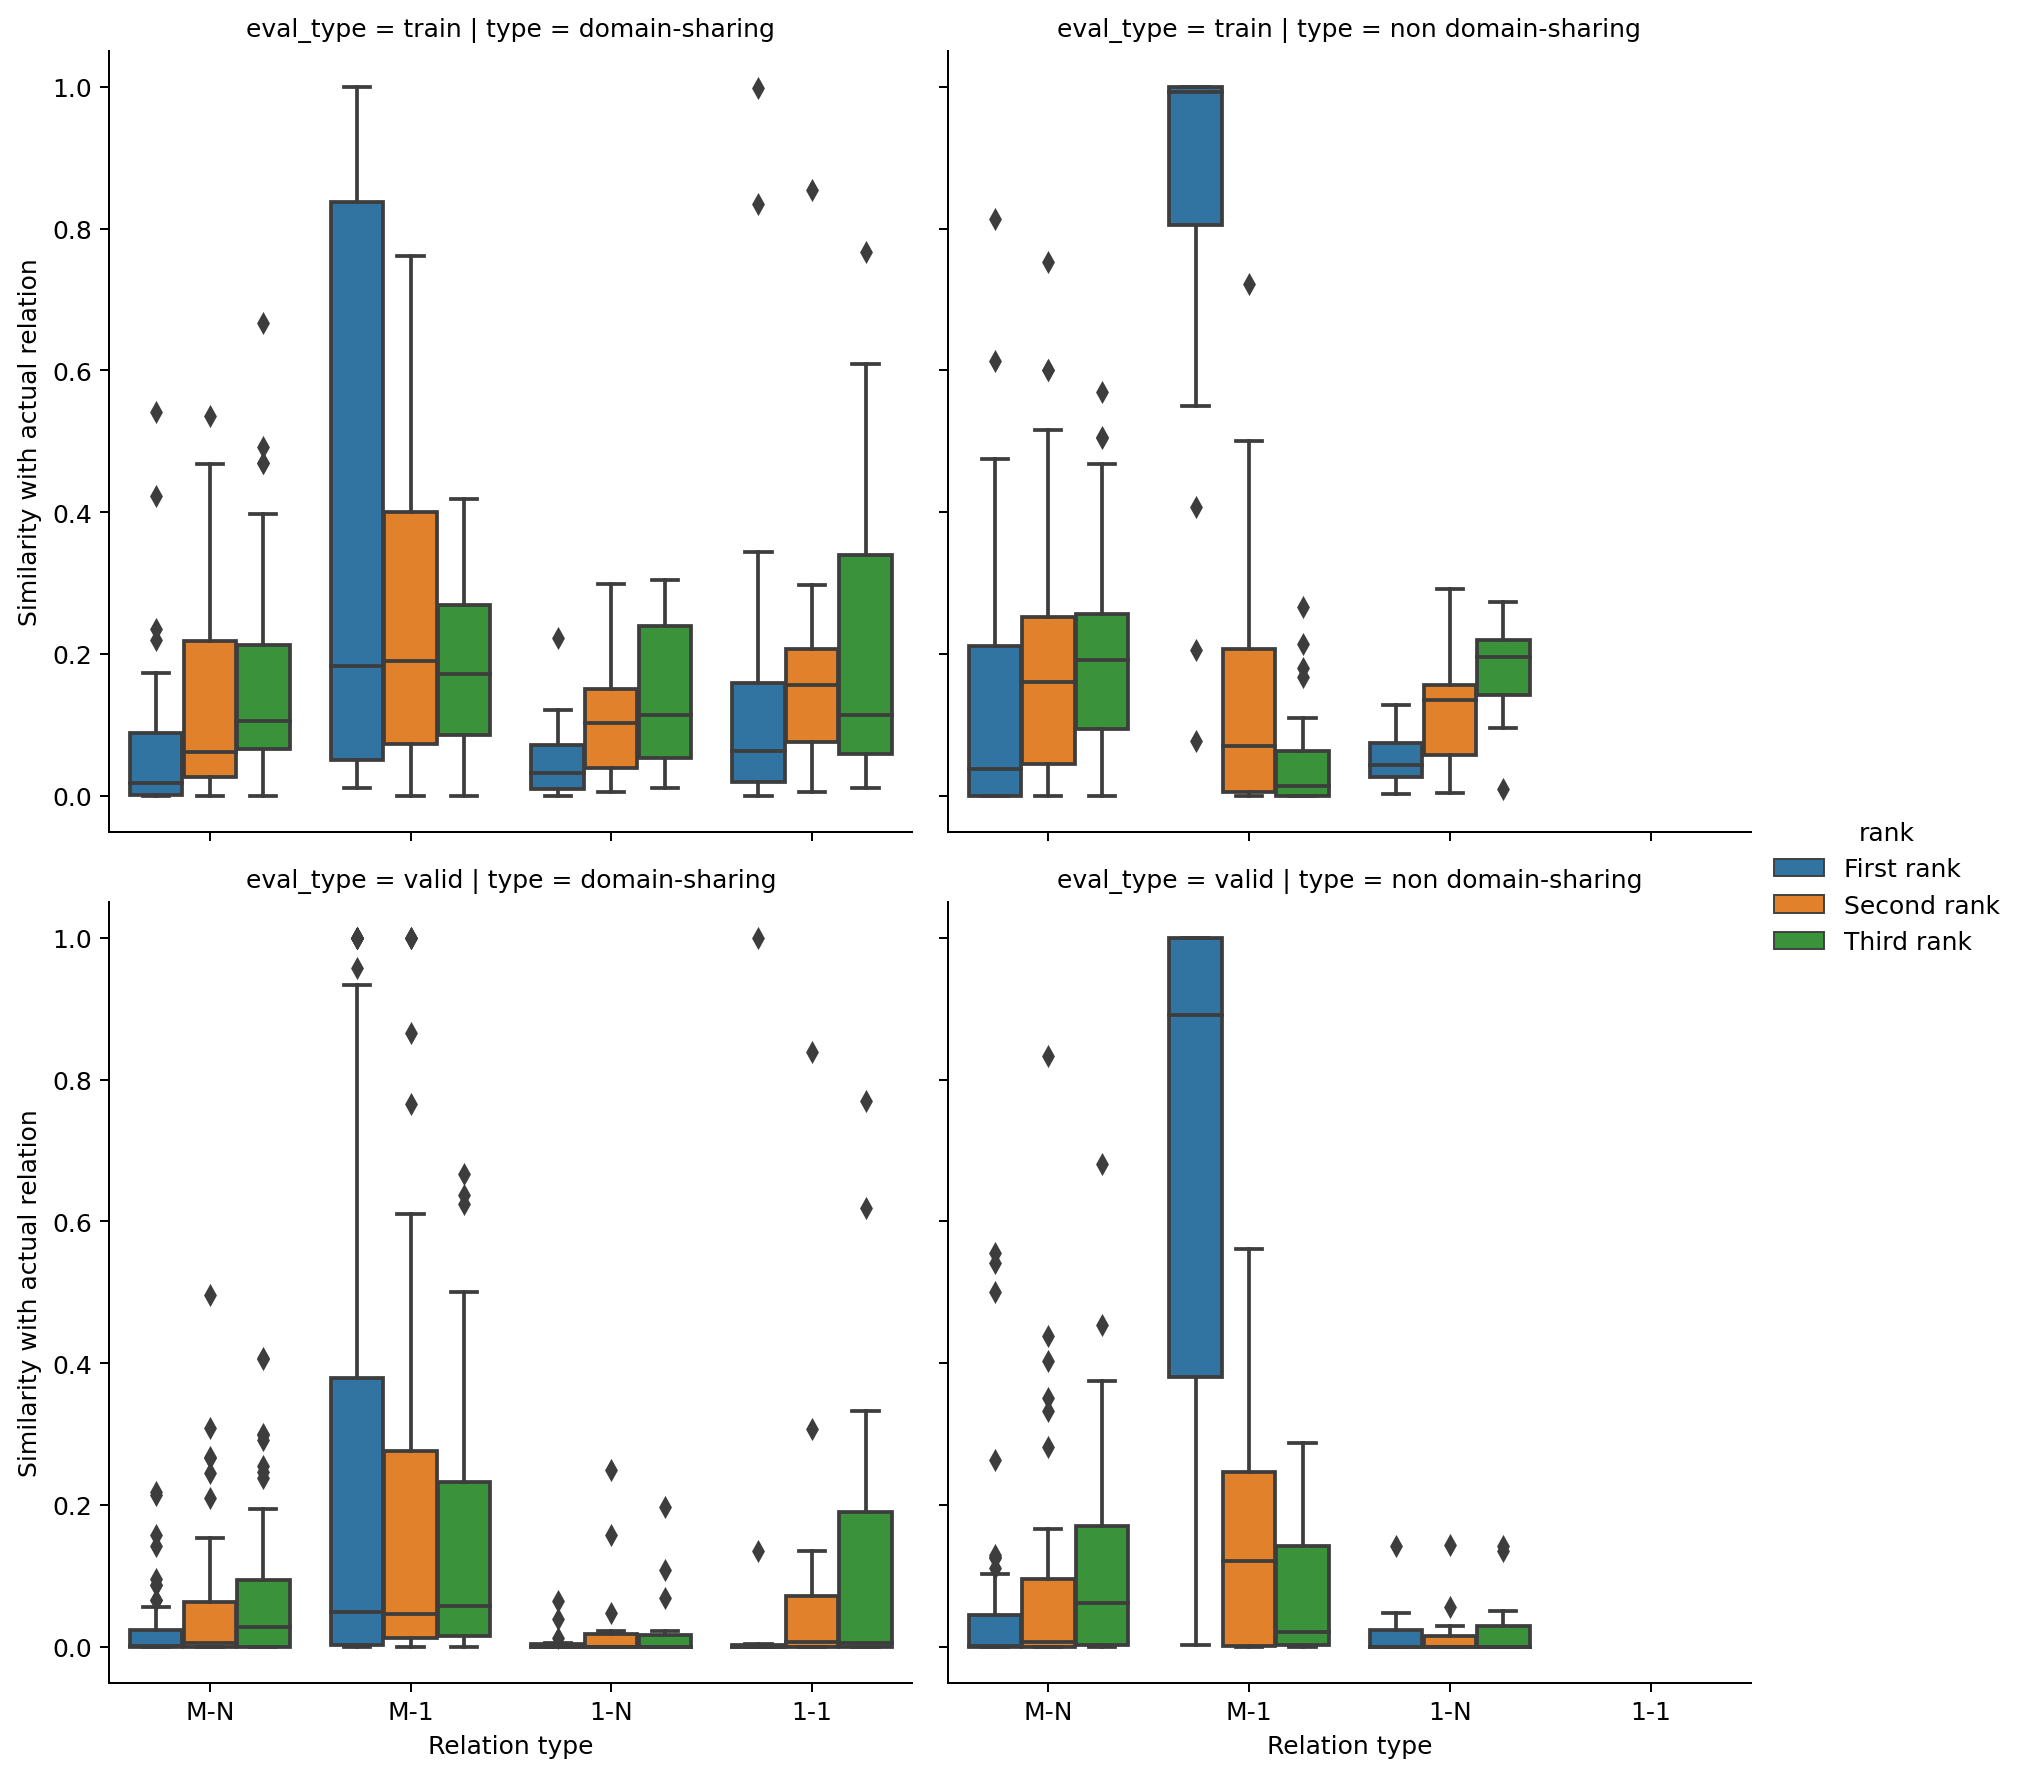 eval_type = train | type = domain-sharing
eval_type = train | type = non domain-sharing
1.0
0.8
0.6
0.4
0.2
0.0
Similarity with actual relation
rank
First rank
Second rank
Third rank
eval_type = valid | type = domain-sharing
eval_type = valid | type = non domain-sharing
1.0
0.8
0.6
0.4
0.2
0.0
Similarity with actual relation
M-N M-1 1-N 1-1
Relation type
M-N M-1 1-N 1-1
Relation type